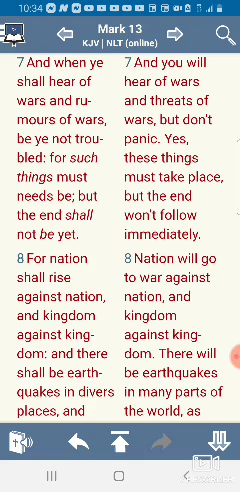 10:34
Mark 13
KJV | NLT (online)
7 And when ye
shall hear of
wars and ru-
mours of wars,
be ye not trou-
bled: for such
things must
needs be; but
the end shall
not be yet.
8 For nation
shall rise
against nation,
and kingdom
against king-
dom: and there
shall be earth-
quakes in divers
places, and
7 And you will
hear of wars
and threats of
wars, but don't
panic. Yes,
these things
must take place,
but the end
won't follow
immediately.
8 Nation will go
to war against
nation, and
kingdom
against king-
dom. There will
be earthquakes
in many parts of
the world, as